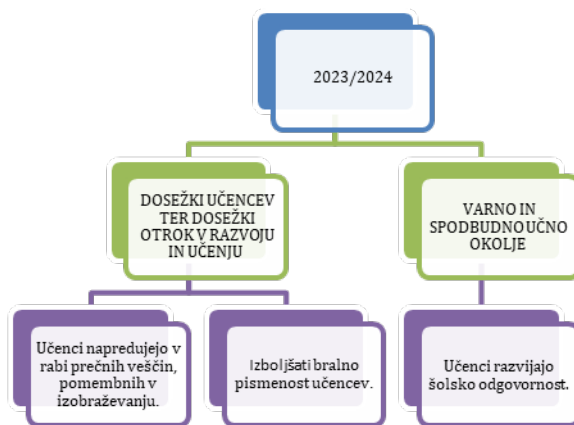 2023/2024
DOSEŽKI UČENCEV
TER DOSEŽKI
OTROK V RAZVOJU
IN UČENJU
VARNO IN
SPODBUDNO UČNO
OKOLJE
Učenci napredujejo v
rabi prečnih veščin,
pomembnih v
izobraževanju.
Izboljšati bralno
pismenost učencev.
Učenci razvijajo
šolsko odgovornost.